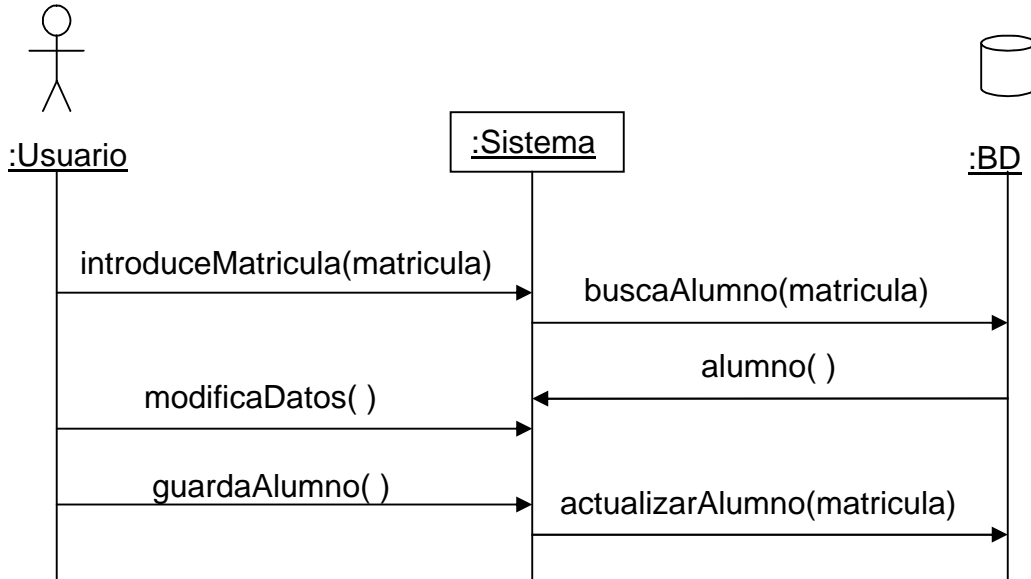 :Usuario
:Sistema
:BD
introduceMatricula(matricula)
buscaAlumno(matricula)
alumno( )
modificaDatos( )
guardaAlumno( )
actualizarAlumno(matricula)